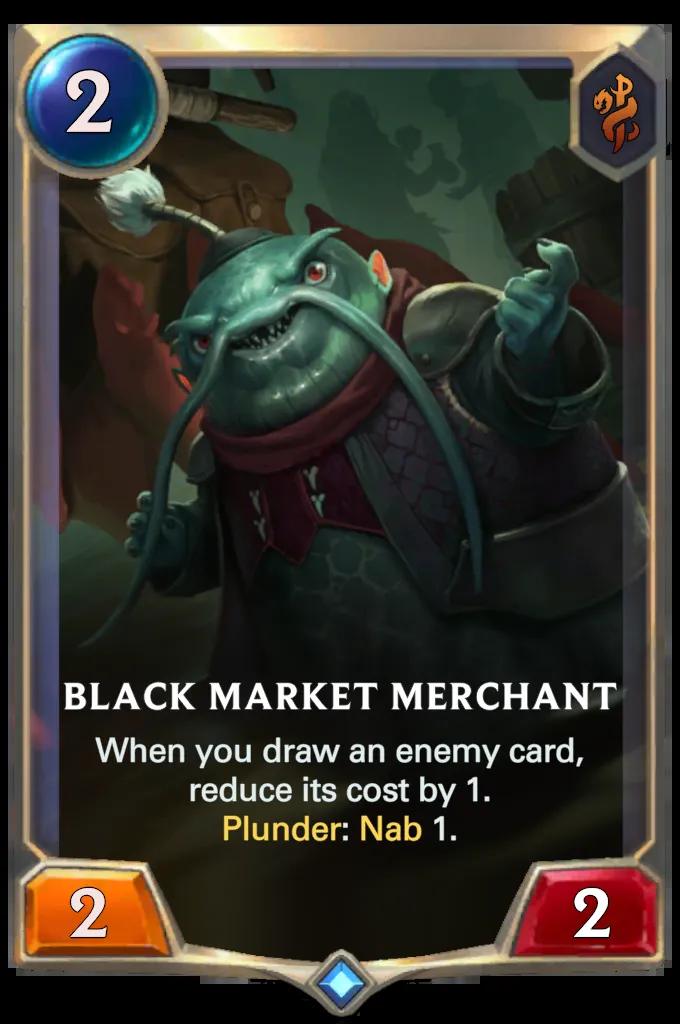 2
BLACK MARKET MERCHANT
When you draw an enemy card,
reduce its cost by 1.
Plunder: Nab 1.
2
2